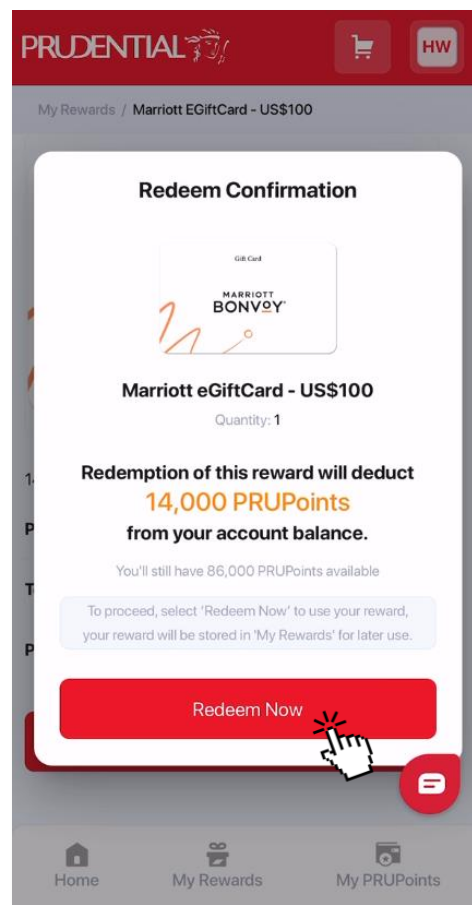 PRUDENTIAL
HW
My Rewards / Marriott EGiftCard - US$100
Redeem Confirmation
Gift Card
MARRIOTT
BONVOY
Marriott eGiftCard - US$100
Quantity: 1
Redemption of this reward will deduct
14,000 PRUPoints
from your account balance.
You'll still have 86,000 PRUPoints available
To proceed, select 'Redeem Now' to use your reward,
your reward will be stored in 'My Rewards' for later use.
Redeem Now
Home
My Rewards
My PRUPoints